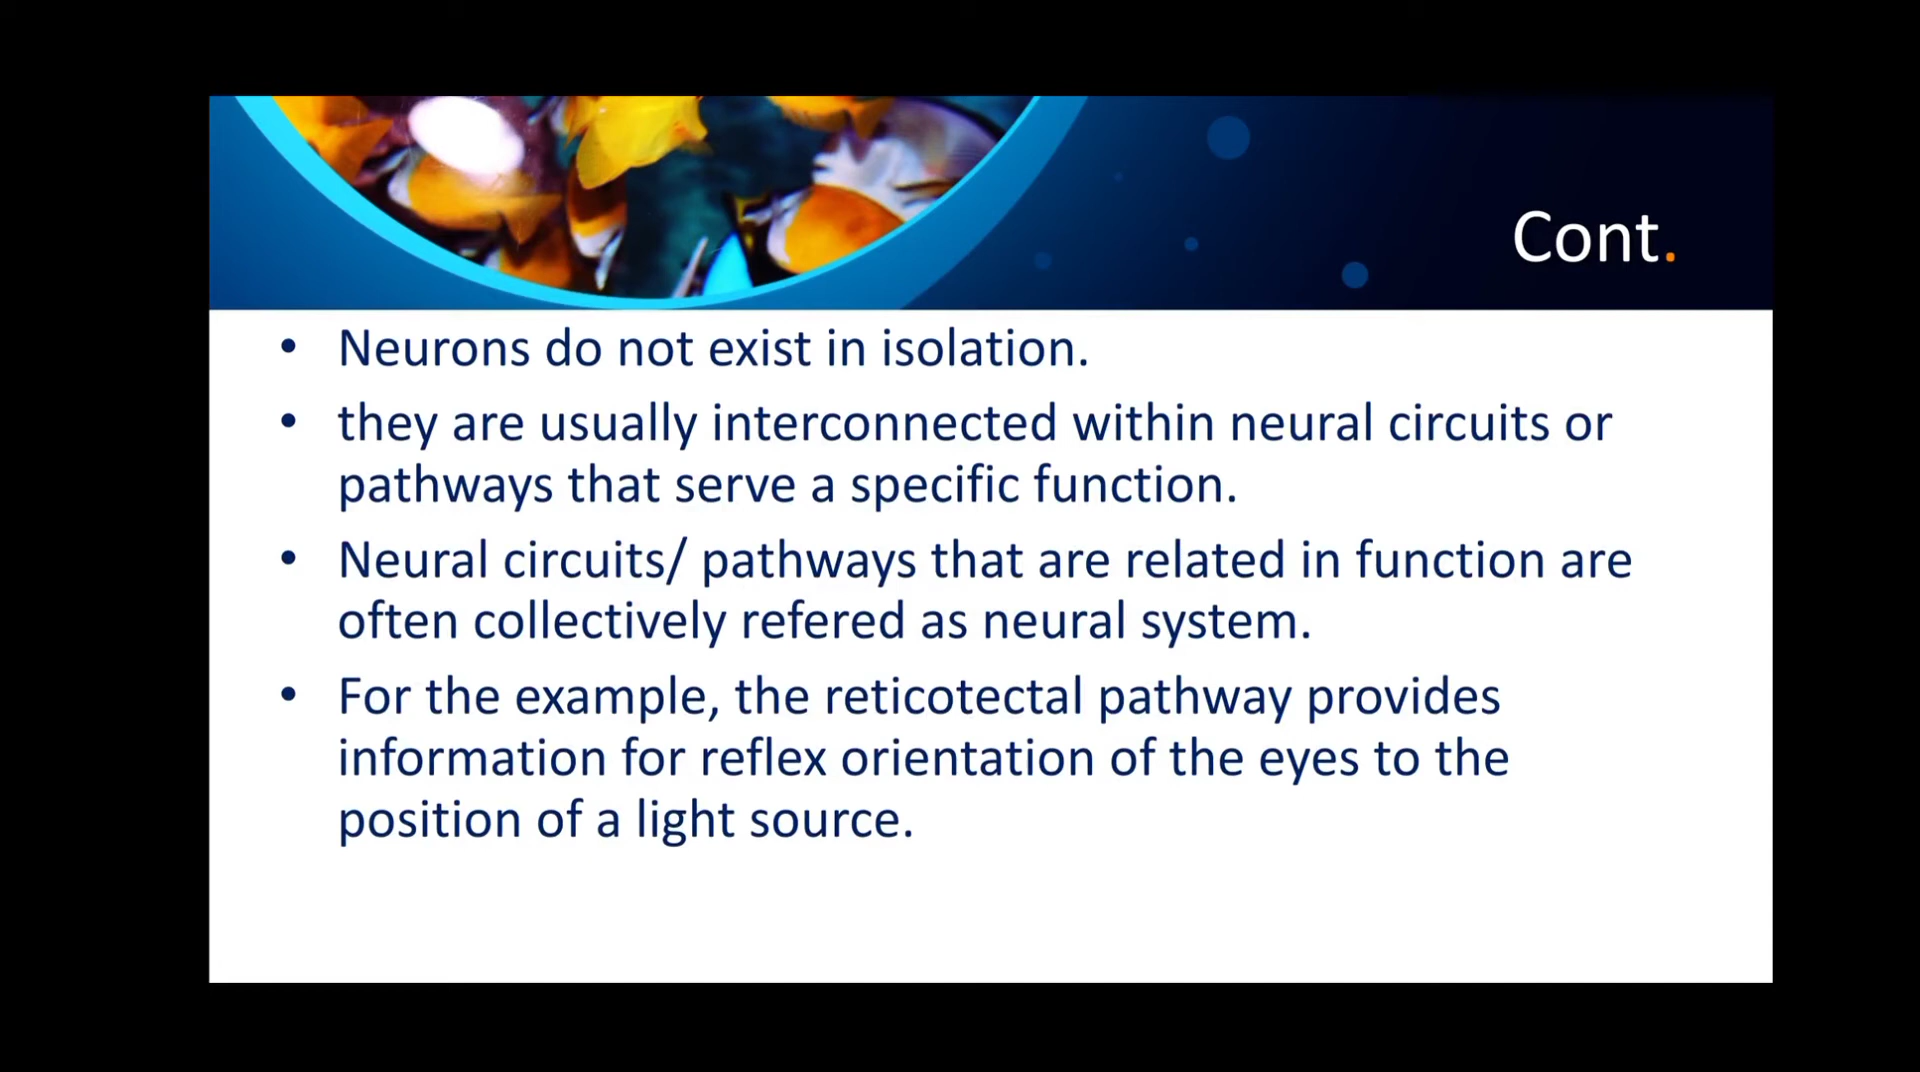 Cont.
• Neurons do not exist in isolation.
• they are usually interconnected within neural circuits or
pathways that serve a specific function.
• Neural circuits/ pathways that are related in function are
often collectively refered as neural system.
• For the example, the reticotectal pathway provides
information for reflex orientation of the eyes to the
position of a light source.